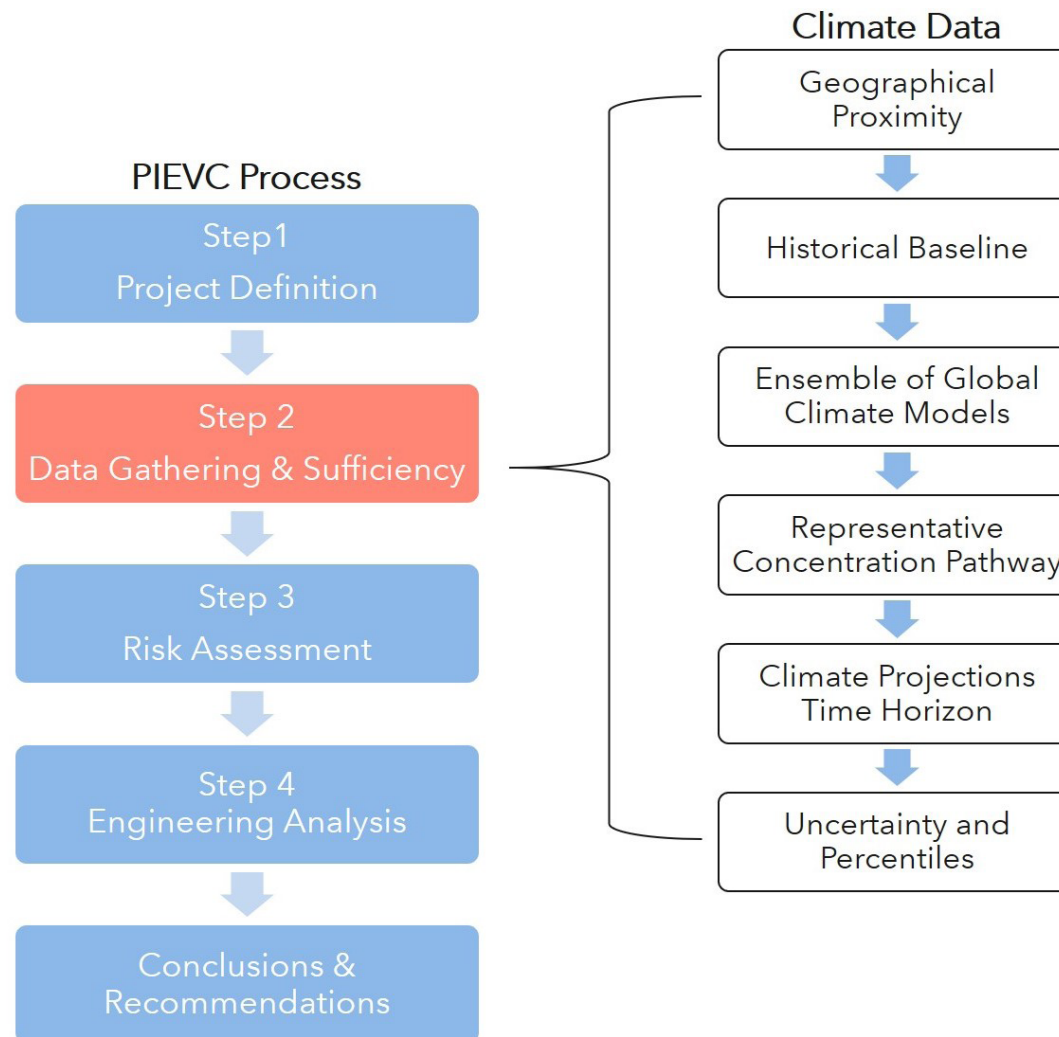 PIEVC Process
Step1
Project Definition
Step 2
Data Gathering & Sufficiency
Step 3
Risk Assessment
Step 4
Engineering Analysis
Conclusions &
Recommendations
Climate Data
Geographical
Proximity
Historical Baseline
Ensemble of Global
Climate Models
Representative
Concentration Pathway
Climate Projections
Time Horizon
Uncertainty and
Percentiles